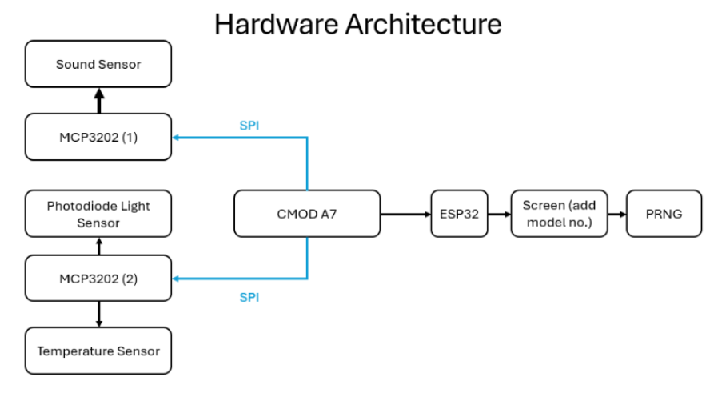 Hardware Architecture
Sound Sensor
SPI
MCP3202 (1)
Photodiode Light
Sensor
CMOD A7
ESP32
Screen (add
model no.)
PRNG
MCP3202 (2)
SPI
Temperature Sensor